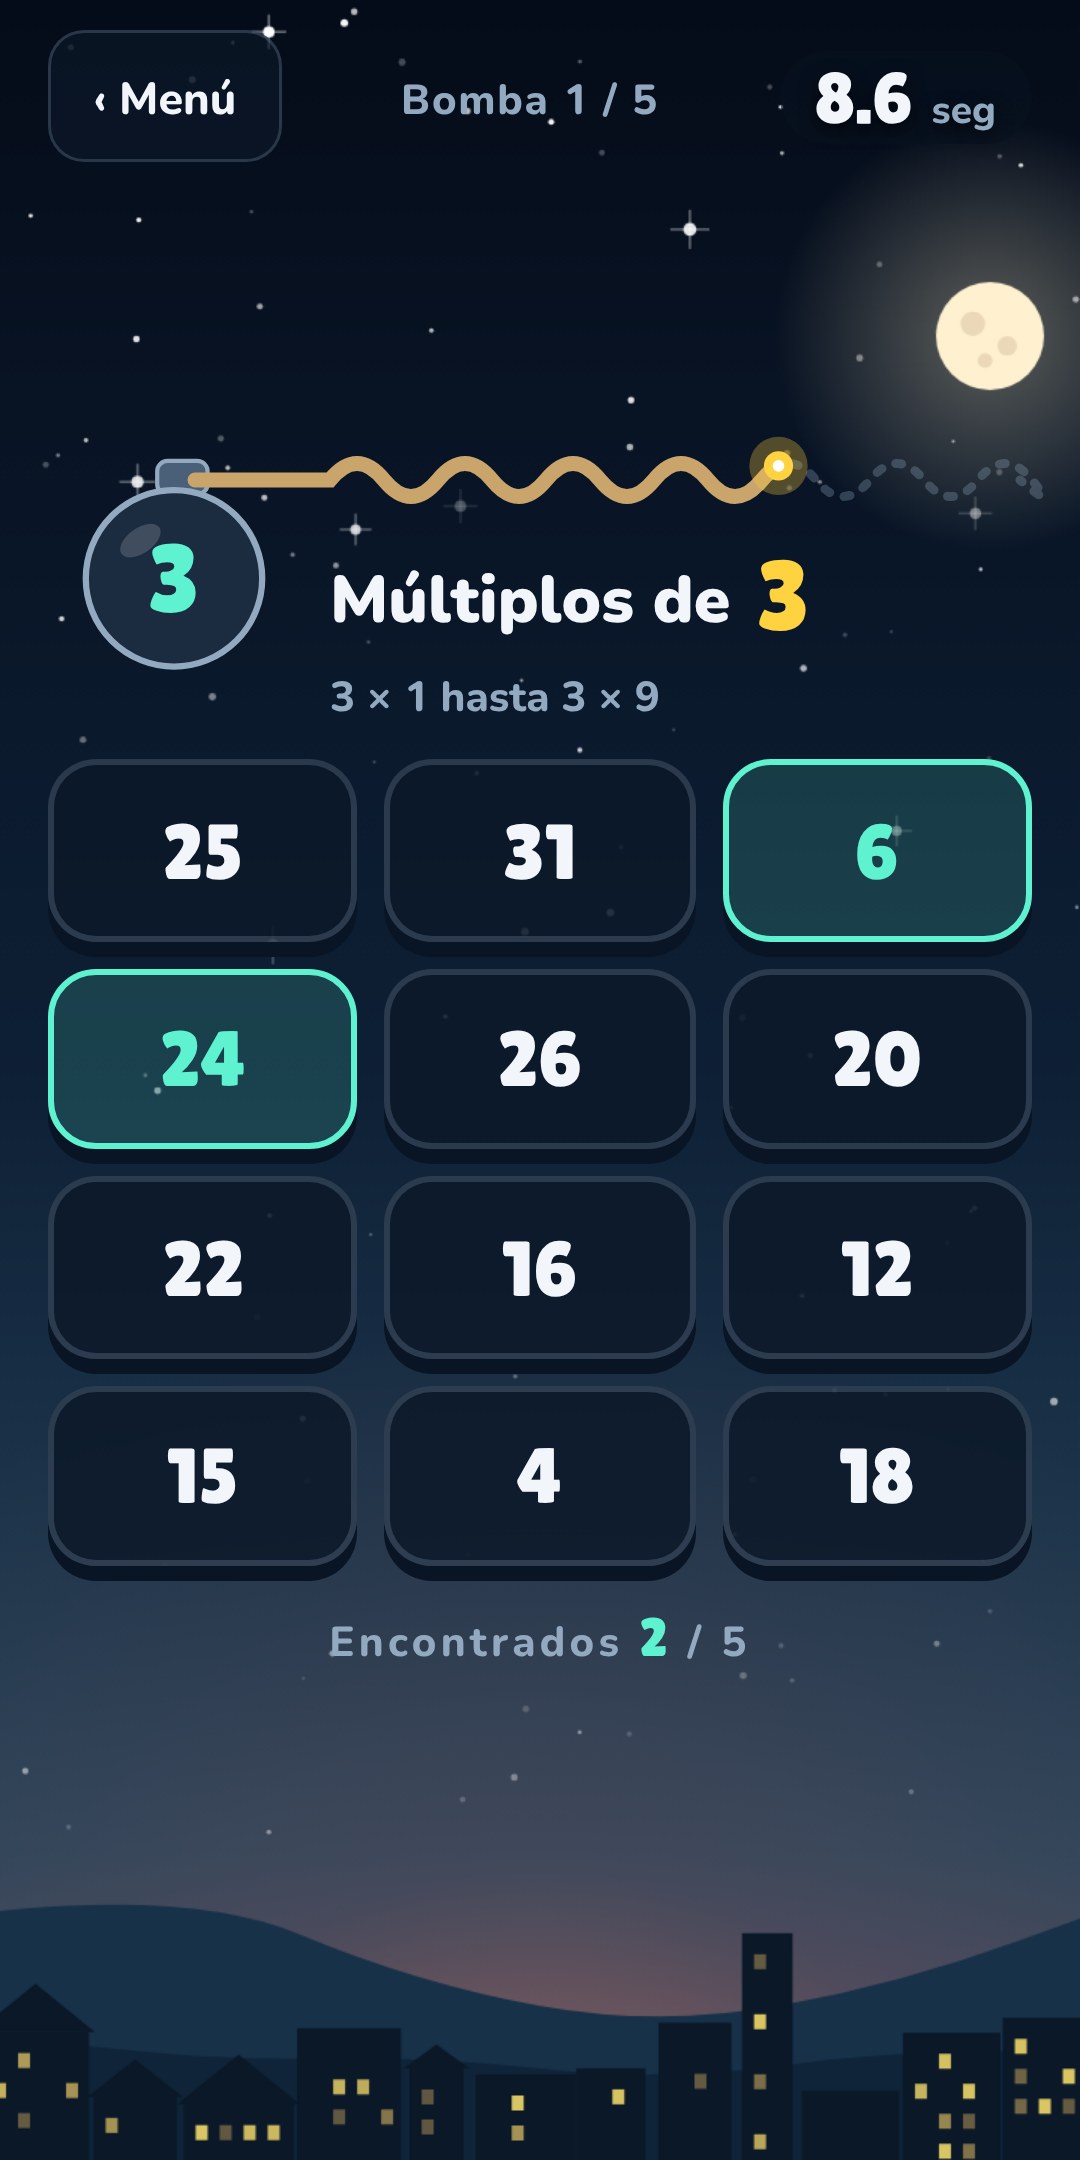 ‹ Menú
Bomba 1 / 5
8.6 seg
3
Múltiplos de 3
3 × 1 hasta 3 × 9
25 31 6
24 26 20
22 16 12
15 4 18
Encontrados 2 / 5